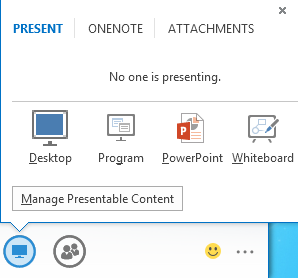 PRESENT ONENOTE ATTACHMENTS
No one is presenting.
Desktop Program PowerPoint Whiteboard
Manage Presentable Content